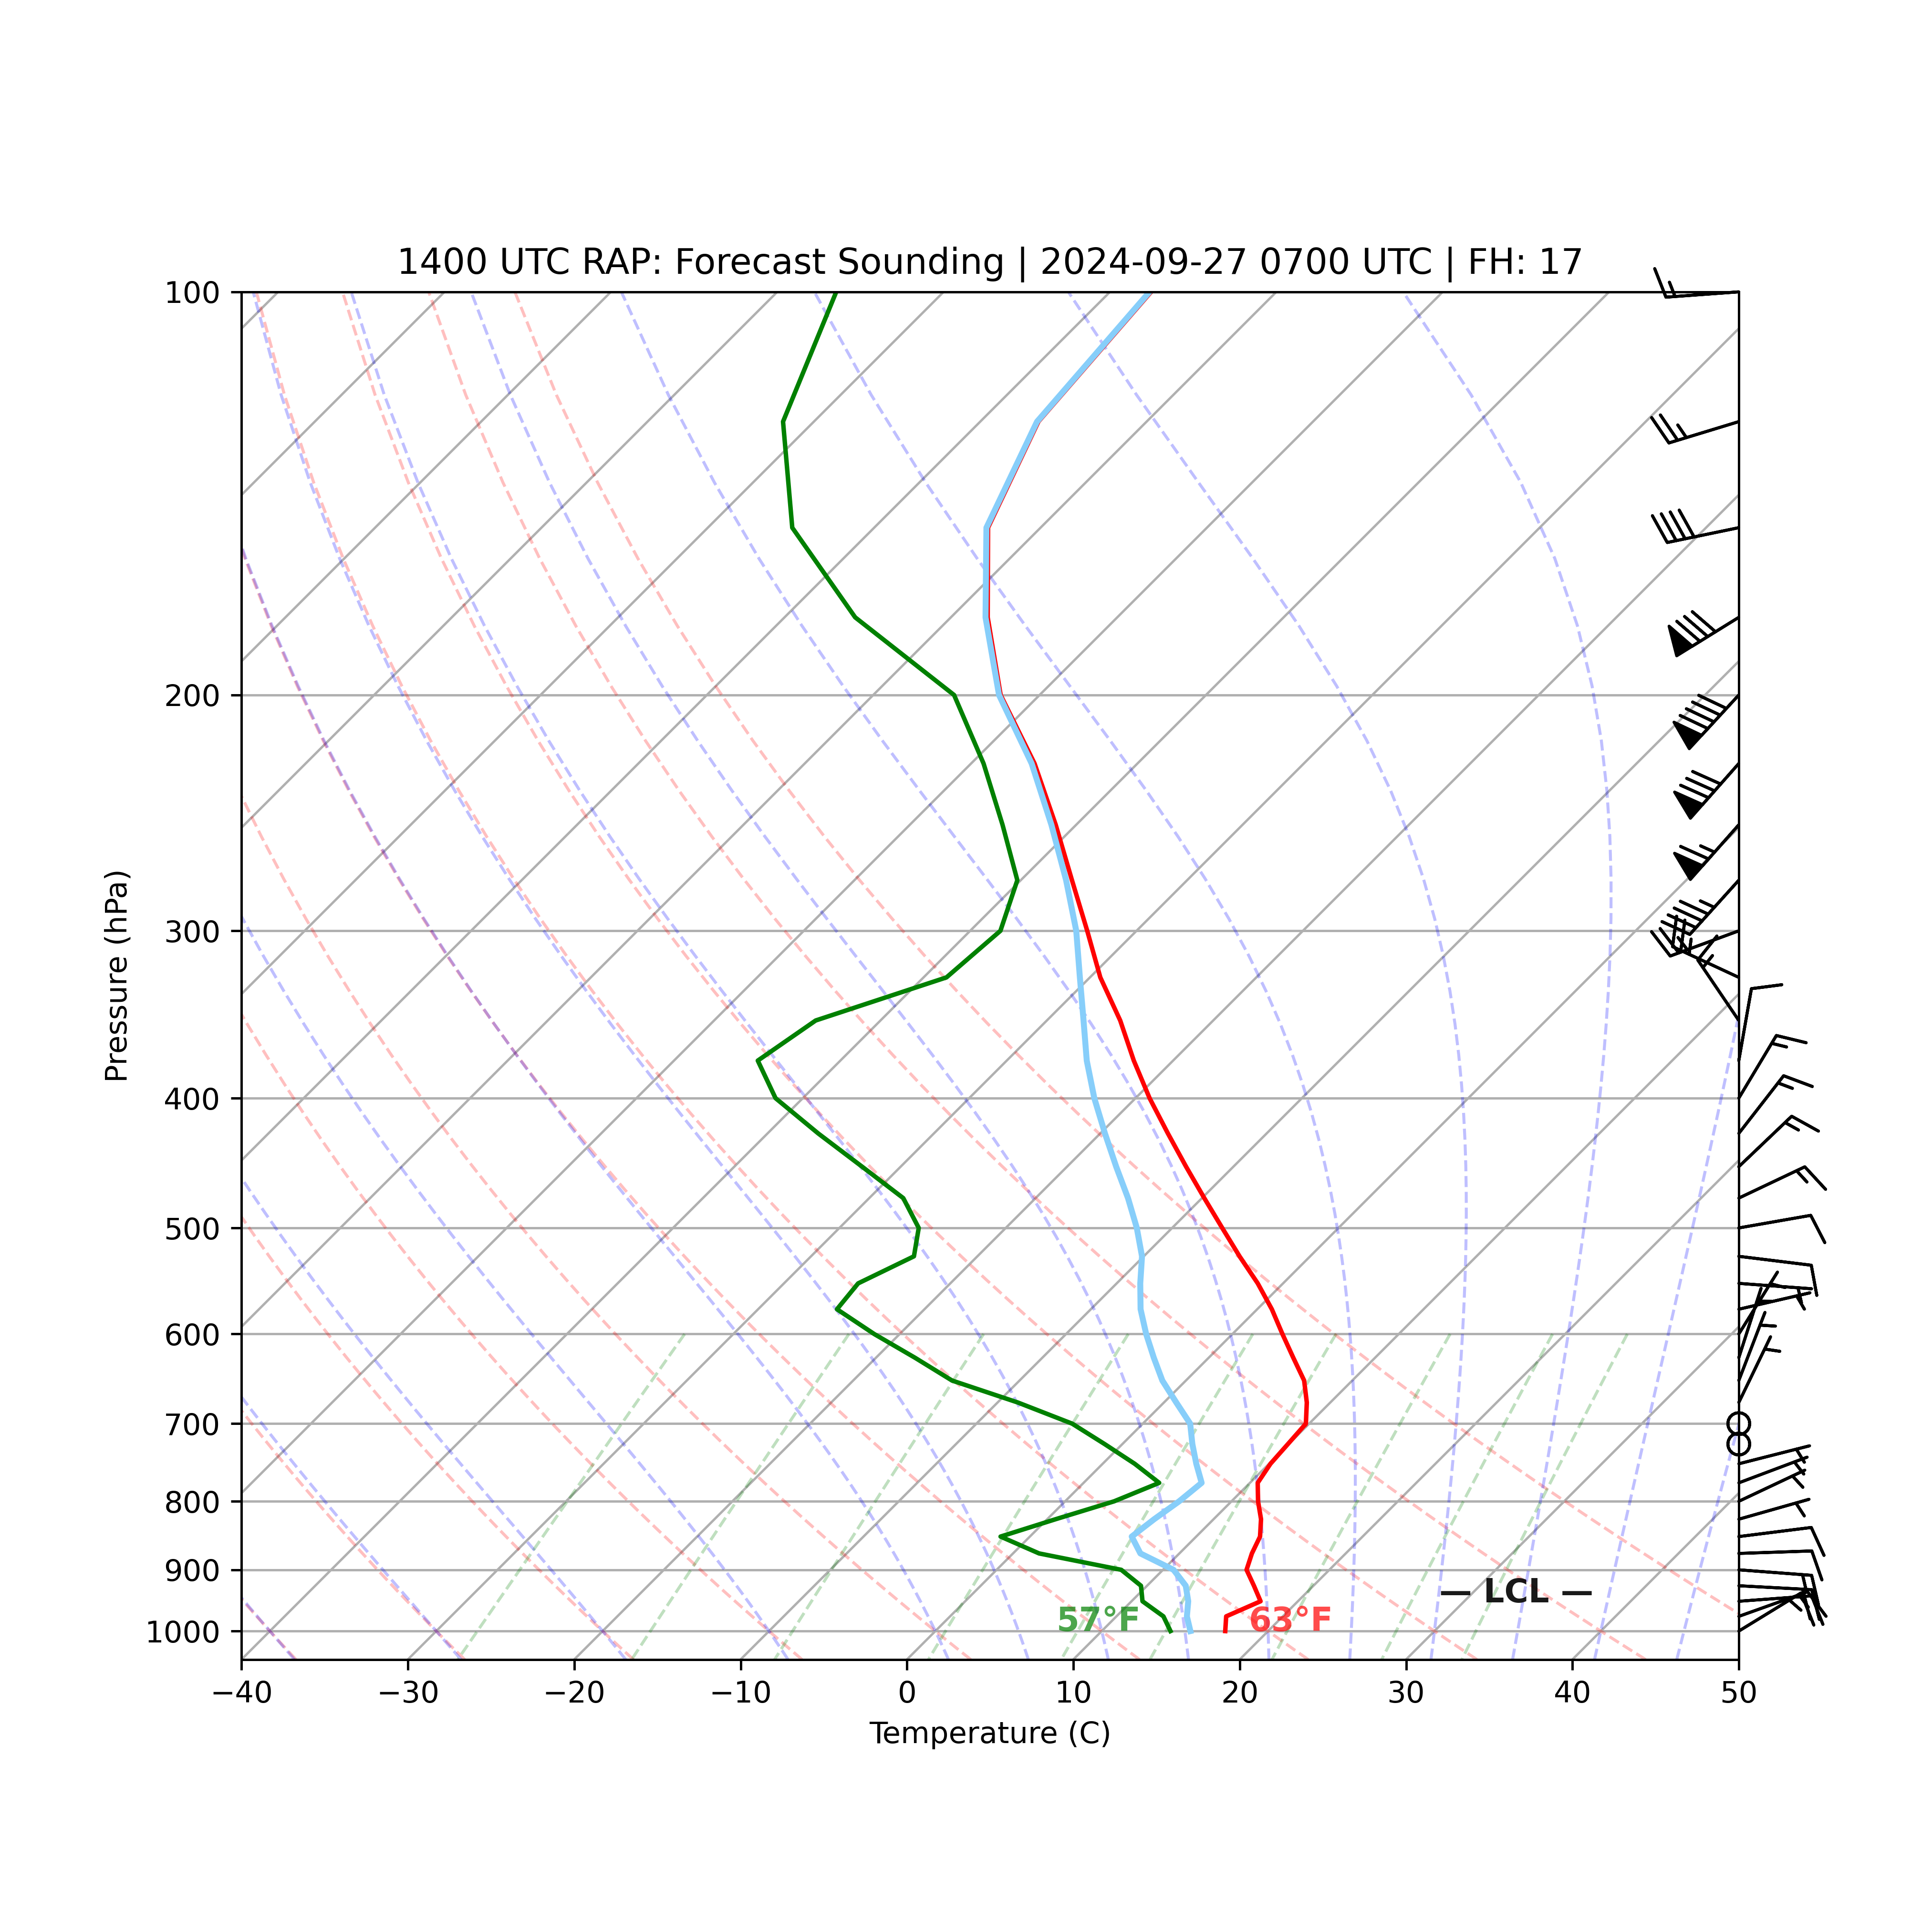 1400 UTC RAP: Forecast Sounding | 2024-09-27 0700 UTC | FH: 17
100
200
300
400
500
600
700
800
900
1000
Pressure (hPa)
— LCL —
57°F 63°F
−40 −30 −20 −10 0 10 20 30 40 50
Temperature (C)